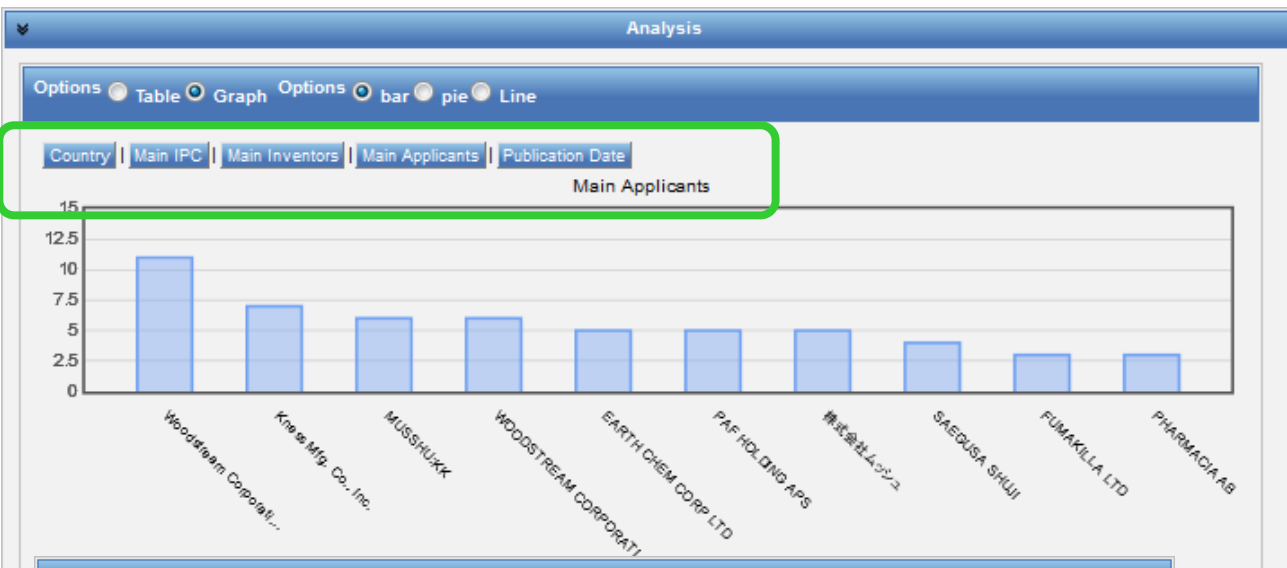 Analysis
Options Table Graph Options bar pie Line
Country | Main IPC | Main Inventors | Main Applicants | Publication Date
Main Applicants
15
12.5
10
7.5
5
2.5
0
Woodstream Corporati...
Kness Mfg. Co., Inc.
MUSSHU:KK
WOODSTREAM CORPORATI
EARTH CHEM CORP LTD
PAF HOLDING APS
株式会社ムッシュ
SAEGUSA SHUJI
FUMAKILLA LTD
PHARMACIA AB